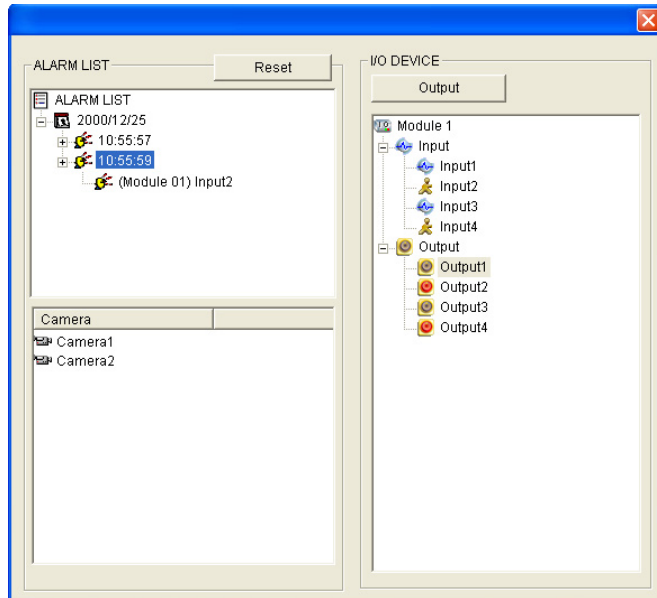 ALARM LIST
Reset
ALARM LIST
2000/12/25
10:55:57
10:55:59
(Module 01) Input2
Camera
Camera1
Camera2
I/O DEVICE
Output
Module 1
Input
Input1
Input2
Input3
Input4
Output
Output1
Output2
Output3
Output4